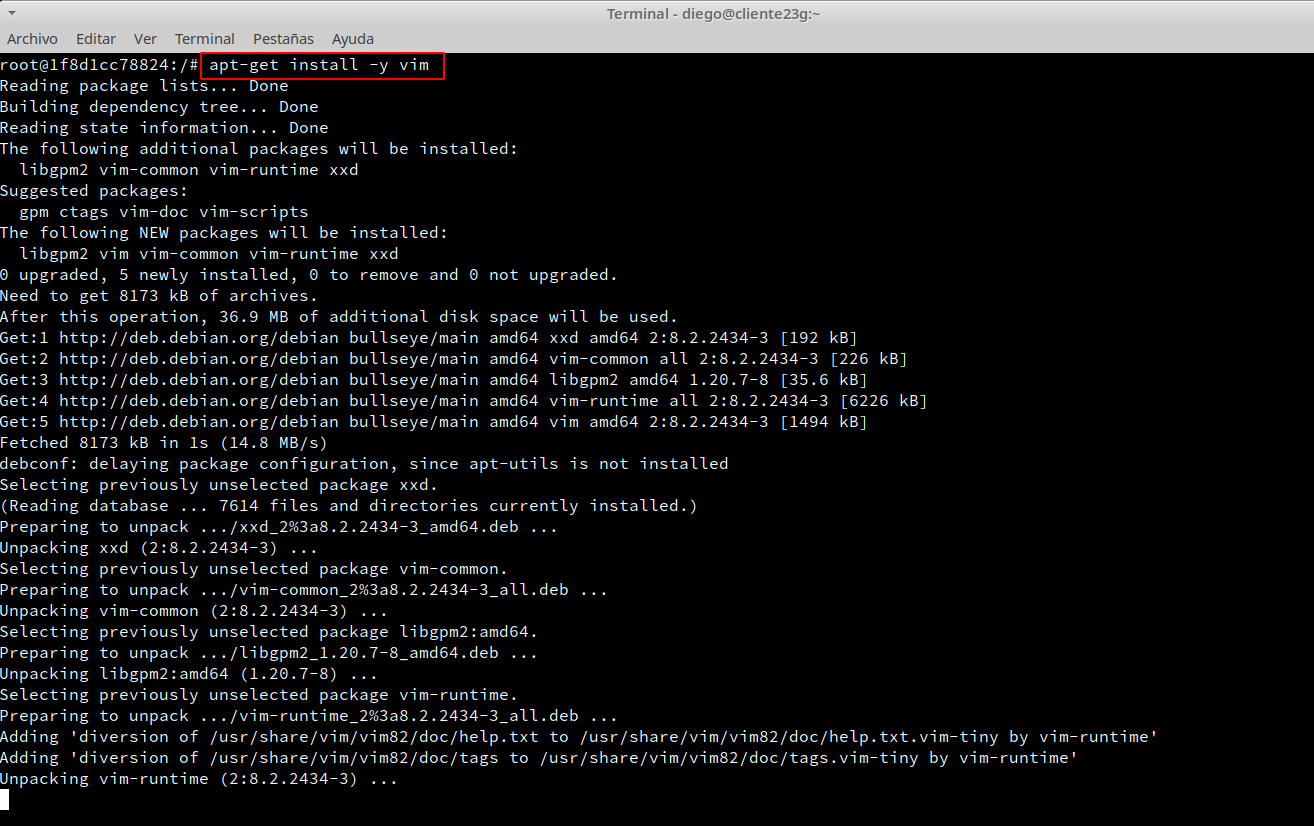 Terminal - diego@cliente23g:~
Archivo Editar Ver Terminal Pestañas Ayuda
root@1f8d1cc78824:/# apt-get install -y vim
Reading package lists... Done
Building dependency tree... Done
Reading state information... Done
The following additional packages will be installed:
  libgpm2 vim-common vim-runtime xxd
Suggested packages:
  gpm ctags vim-doc vim-scripts
The following NEW packages will be installed:
  libgpm2 vim vim-common vim-runtime xxd
0 upgraded, 5 newly installed, 0 to remove and 0 not upgraded.
Need to get 8173 kB of archives.
After this operation, 36.9 MB of additional disk space will be used.
Get:1 http://deb.debian.org/debian bullseye/main amd64 xxd amd64 2:8.2.2434-3 [192 kB]
Get:2 http://deb.debian.org/debian bullseye/main amd64 vim-common all 2:8.2.2434-3 [226 kB]
Get:3 http://deb.debian.org/debian bullseye/main amd64 libgpm2 amd64 1.20.7-8 [35.6 kB]
Get:4 http://deb.debian.org/debian bullseye/main amd64 vim-runtime all 2:8.2.2434-3 [6226 kB]
Get:5 http://deb.debian.org/debian bullseye/main amd64 vim amd64 2:8.2.2434-3 [1494 kB]
Fetched 8173 kB in 1s (14.8 MB/s)
debconf: delaying package configuration, since apt-utils is not installed
Selecting previously unselected package xxd.
(Reading database ... 7614 files and directories currently installed.)
Preparing to unpack .../xxd_2%3a8.2.2434-3_amd64.deb ...
Unpacking xxd (2:8.2.2434-3) ...
Selecting previously unselected package vim-common.
Preparing to unpack .../vim-common_2%3a8.2.2434-3_all.deb ...
Unpacking vim-common (2:8.2.2434-3) ...
Selecting previously unselected package libgpm2:amd64.
Preparing to unpack .../libgpm2_1.20.7-8_amd64.deb ...
Unpacking libgpm2:amd64 (1.20.7-8) ...
Selecting previously unselected package vim-runtime.
Preparing to unpack .../vim-runtime_2%3a8.2.2434-3_all.deb ...
Adding 'diversion of /usr/share/vim/vim82/doc/help.txt to /usr/share/vim/vim82/doc/help.txt.vim-tiny by vim-runtime'
Adding 'diversion of /usr/share/vim/vim82/doc/tags to /usr/share/vim/vim82/doc/tags.vim-tiny by vim-runtime'
Unpacking vim-runtime (2:8.2.2434-3) ...